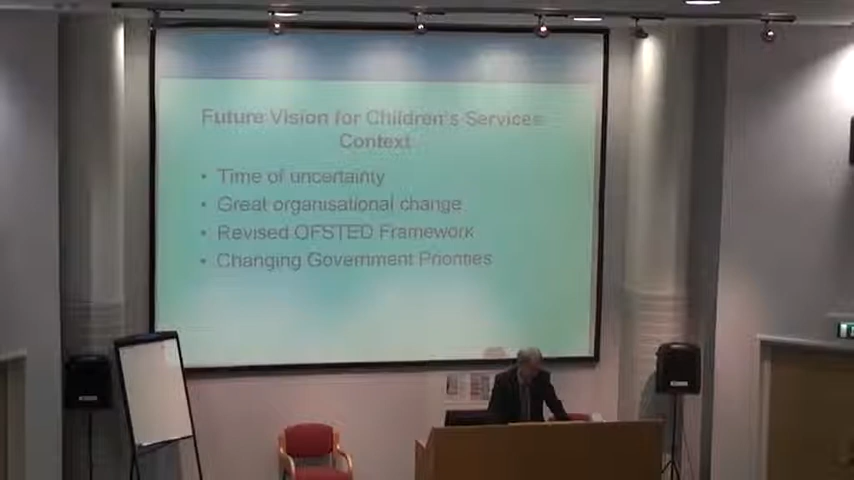 Future Vision for Children's Services
Context
• Time of uncertainty
• Great organisational change
• Revised OFSTED Framework
• Changing Government Priorities